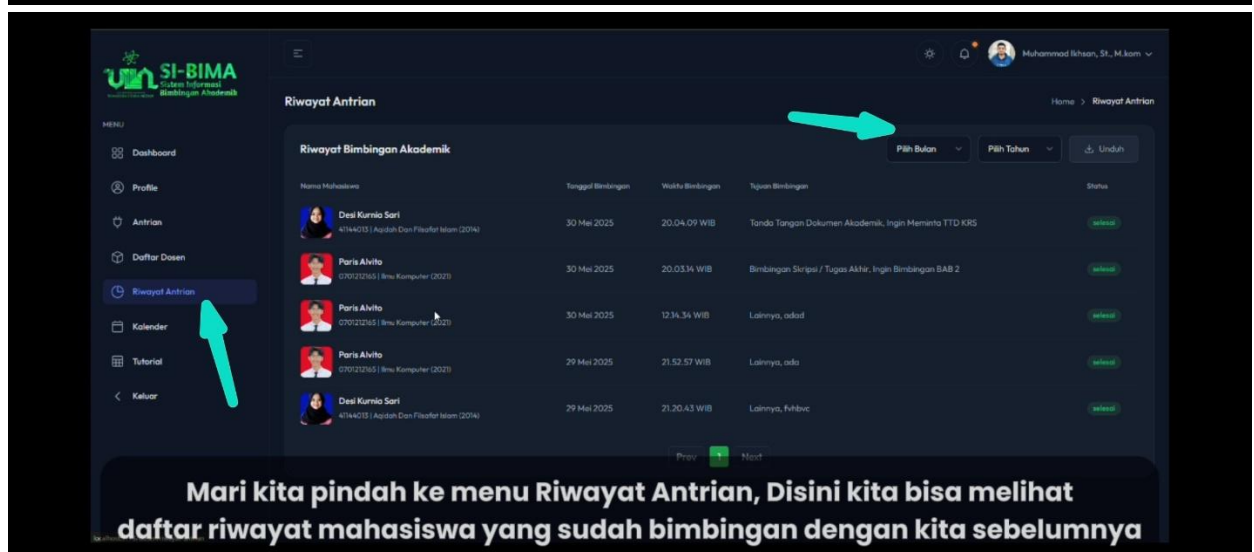 SI-BIMA
Sistem Informasi
Bimbingan Akademik
Muhammad Ikhsan, St., M.kom
Riwayat Antrian
Home > Riwayat Antrian
MENU
Dashboard
Profile
Antrian
Daftar Dosen
Riwayat Antrian
Kalender
Tutorial
Keluar
Riwayat Bimbingan Akademik
Pilih Bulan
Pilih Tahun
Unduh
Nama Mahasiswa Tanggal Bimbingan Waktu Bimbingan Tujuan Bimbingan Status
Desi Kurnia Sari
41144013 | Aqidah Dan Filsafat Islam (2014)
30 Mei 2025 20.04.09 WIB Tanda Tangan Dokumen Akademik, Ingin Meminta TTD KRS selesai
Paris Alvito
0701212165 | Ilmu Komputer (2021)
30 Mei 2025 20.03.14 WIB Bimbingan Skripsi / Tugas Akhir, Ingin Bimbingan BAB 2 selesai
Paris Alvito
0701212165 | Ilmu Komputer (2021)
30 Mei 2025 12.14.34 WIB Lainnya, adad selesai
Paris Alvito
0701212165 | Ilmu Komputer (2021)
29 Mei 2025 21.52.57 WIB Lainnya, ada selesai
Desi Kurnia Sari
41144013 | Aqidah Dan Filsafat Islam (2014)
29 Mei 2025 21.20.43 WIB Lainnya, fvhbvc selesai
Prev 1 Next
Mari kita pindah ke menu Riwayat Antrian, Disini kita bisa melihat
daftar riwayat mahasiswa yang sudah bimbingan dengan kita sebelumnya